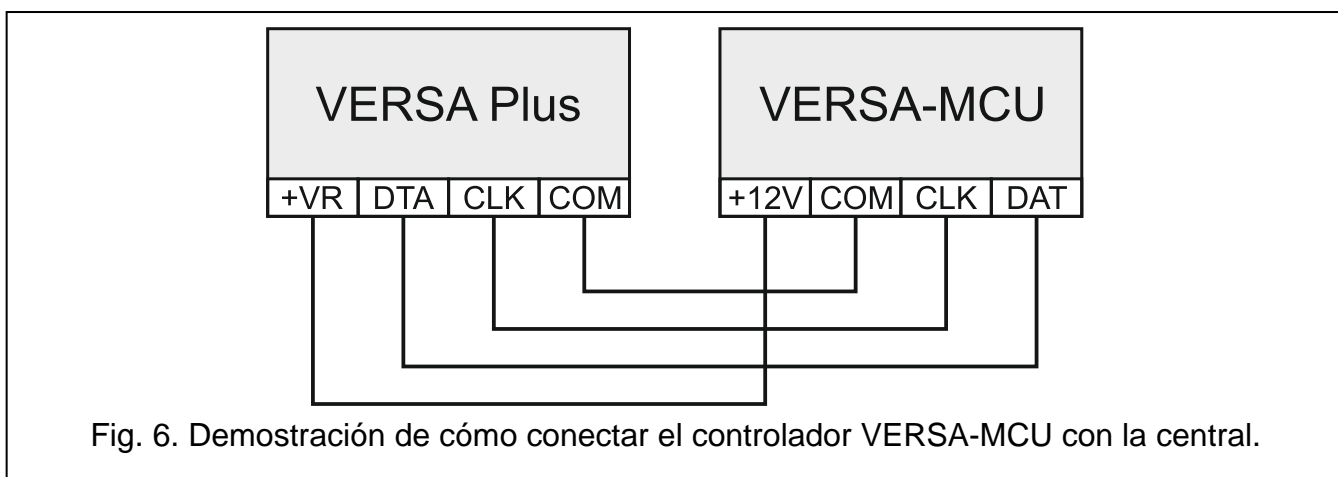 VERSA Plus
VERSA-MCU
+VR DTA CLK COM
+12V COM CLK DAT
Fig. 6. Demostración de cómo conectar el controlador VERSA-MCU con la central.